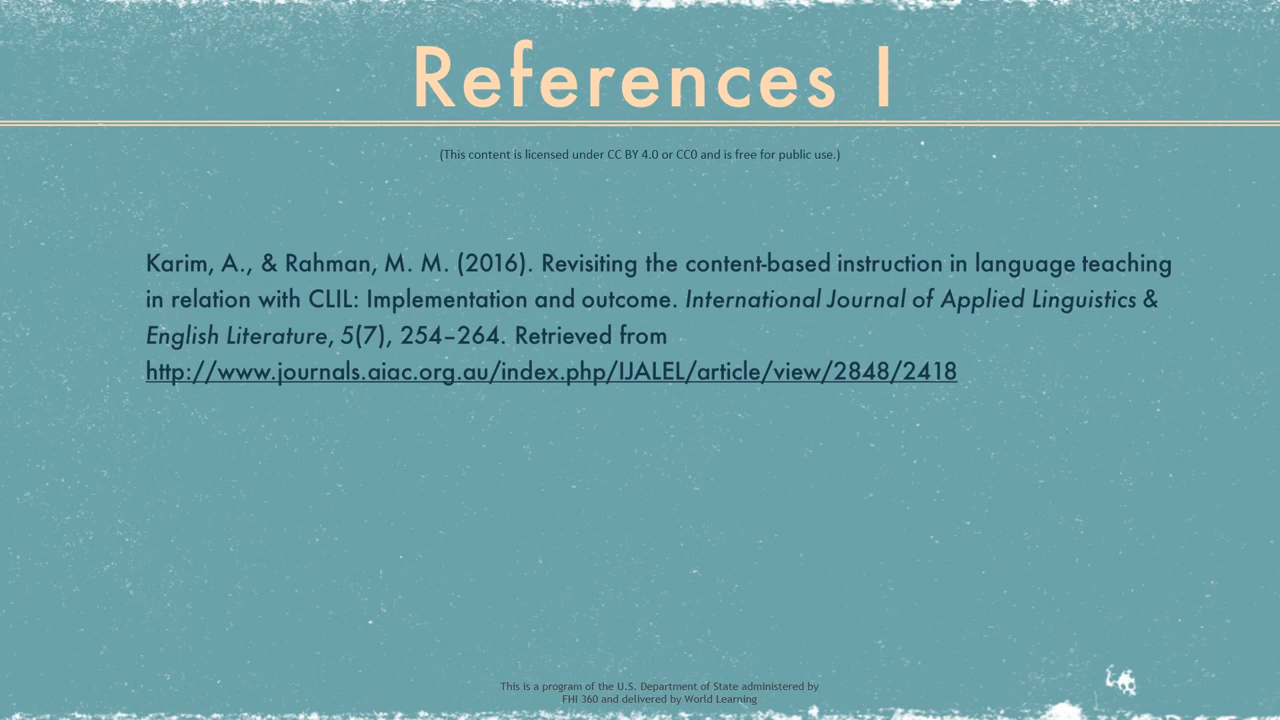 References I
(This content is licensed under CC BY 4.0 or CC0 and is free for public use.)
Karim, A., & Rahman, M. M. (2016). Revisiting the content-based instruction in language teaching
in relation with CLIL: Implementation and outcome. International Journal of Applied Linguistics &
English Literature, 5(7), 254–264. Retrieved from
http://www.journals.aiac.org.au/index.php/IJALEL/article/view/2848/2418
This is a program of the U.S. Department of State administered by
FHI 360 and delivered by World Learning